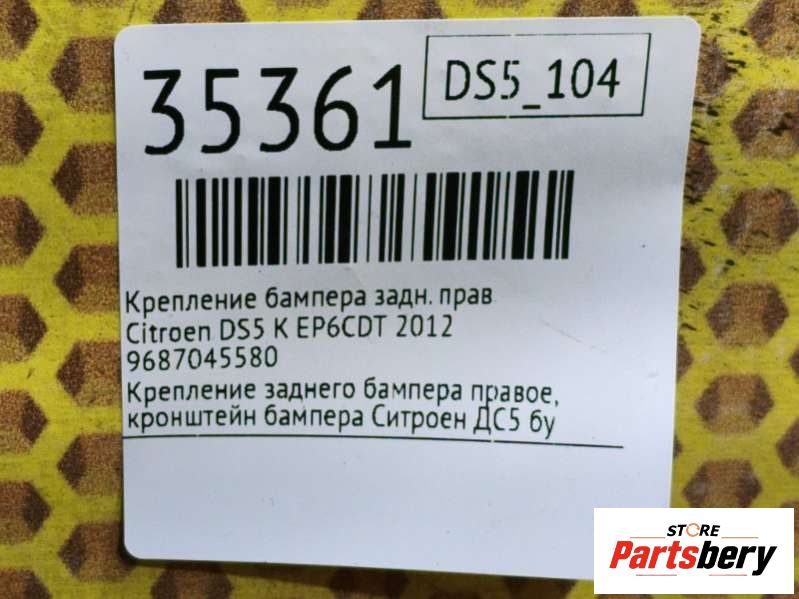 35361
DS5_104
Крепление бампера задн. прав
Citroen DS5 K EP6CDT 2012
9687045580
Крепление заднего бампера правое,
кронштейн бампера Ситроен ДС5 бу
STORE
Partsbery